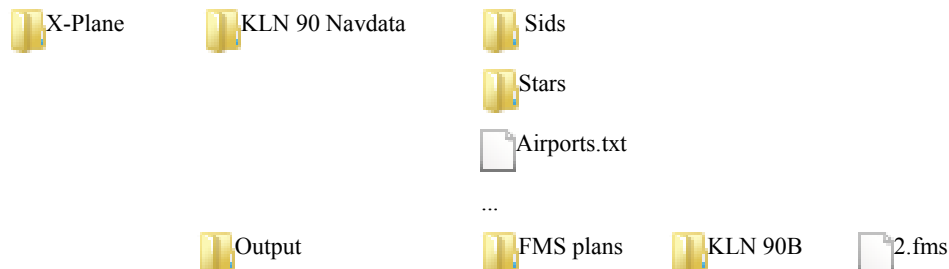 X-Plane KLN 90 Navdata Sids
Stars
Airports.txt
...
Output FMS plans KLN 90B 2.fms